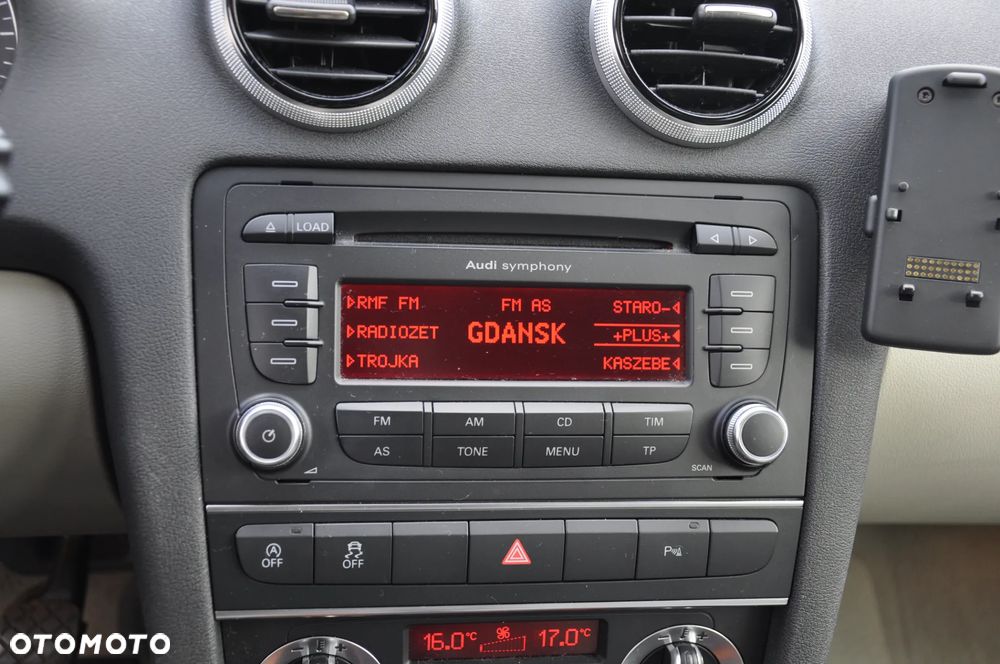 LOAD
Audi symphony
RMF FM FM AS STARO-
RADIOZET GDANSK +PLUS+
TROJKA KASZEBE
FM AM CD TIM
AS TONE MENU TP
SCAN
OFF OFF P
16.0°C 17.0°C
OTOMOTO